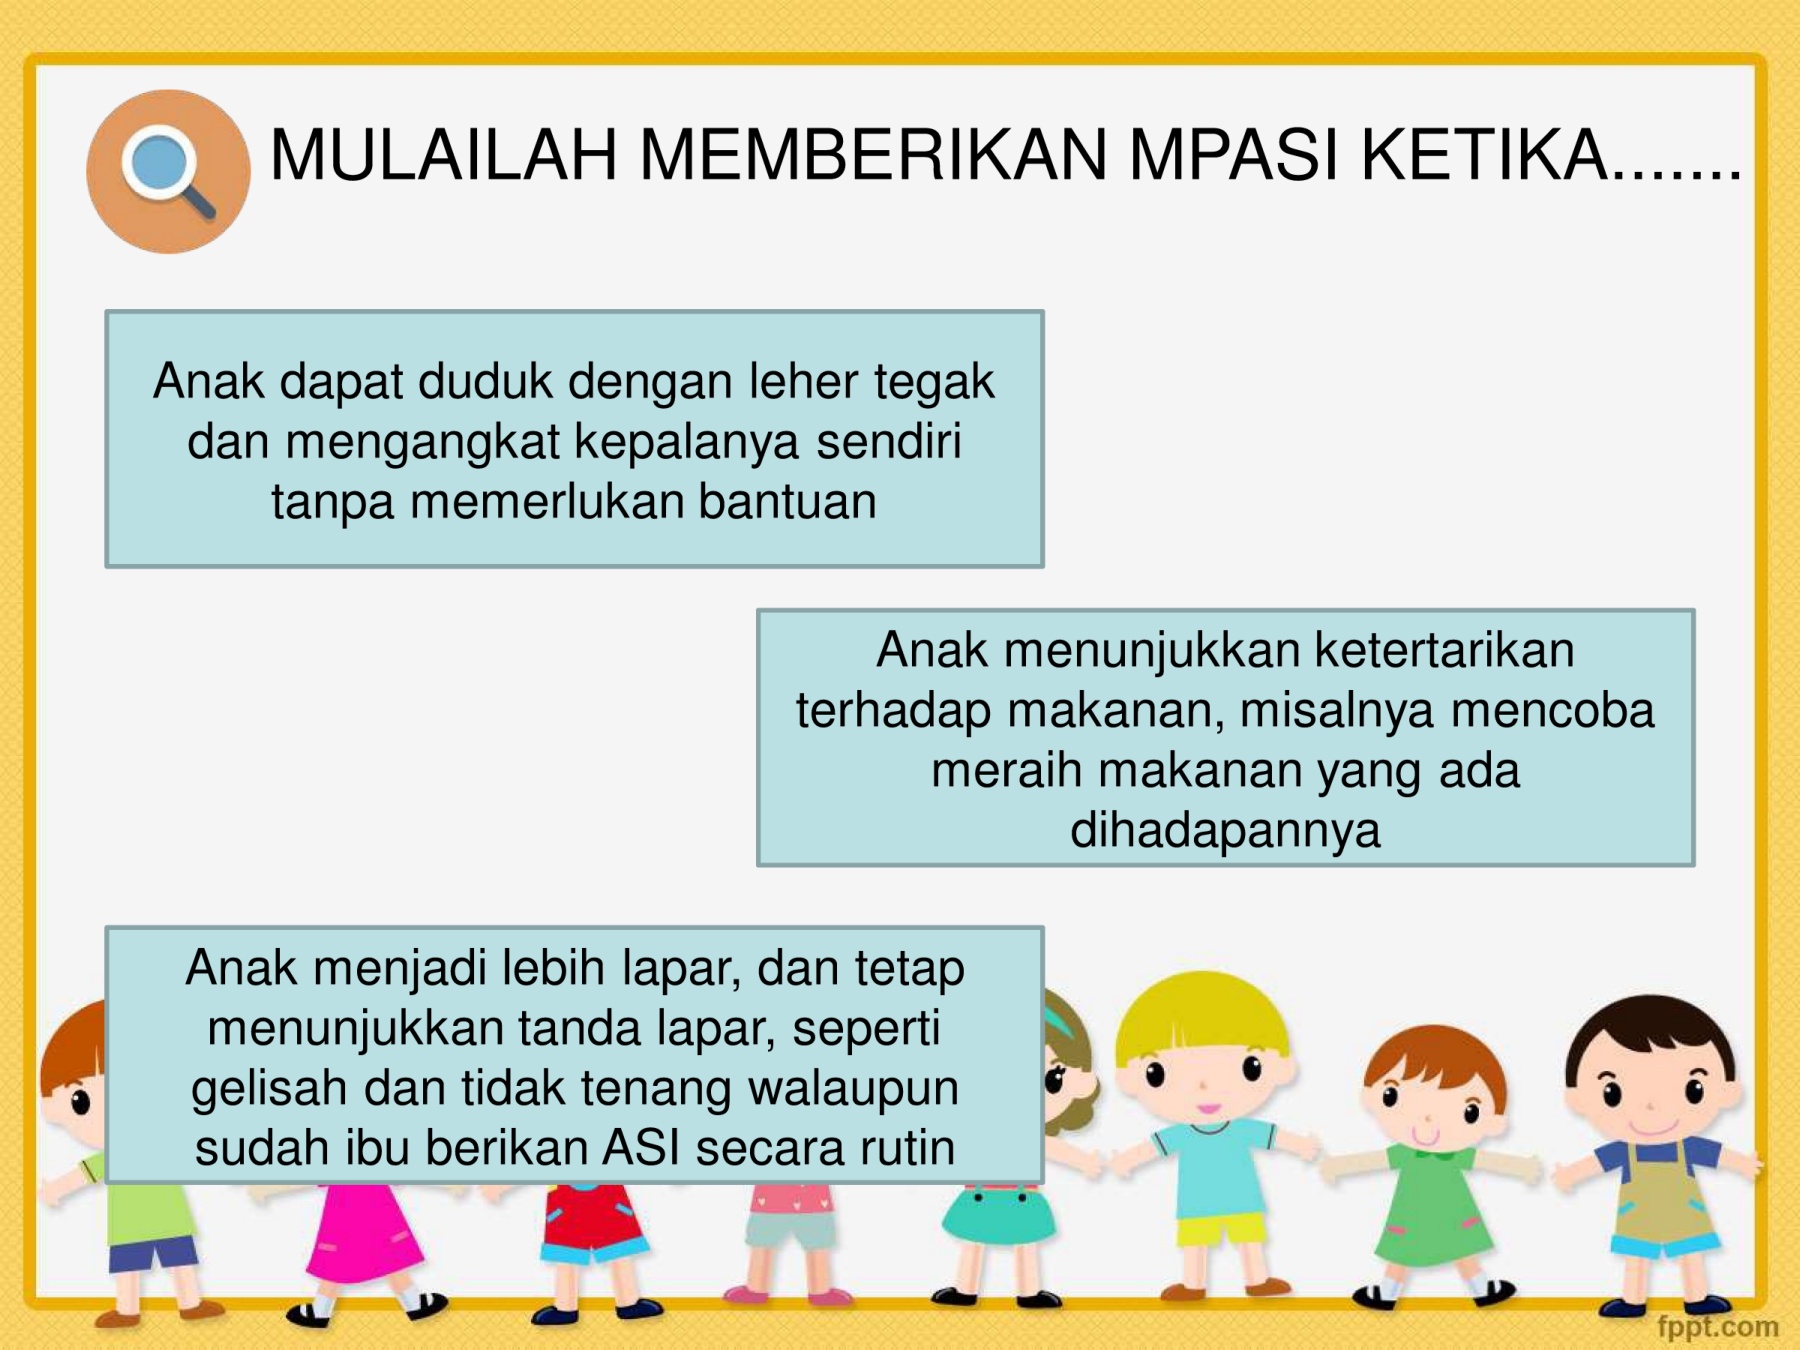 MULAILAH MEMBERIKAN MPASI KETIKA.......
Anak dapat duduk dengan leher tegak
dan mengangkat kepalanya sendiri
tanpa memerlukan bantuan
Anak menunjukkan ketertarikan
terhadap makanan, misalnya mencoba
meraih makanan yang ada
dihadapannya
Anak menjadi lebih lapar, dan tetap
menunjukkan tanda lapar, seperti
gelisah dan tidak tenang walaupun
sudah ibu berikan ASI secara rutin
fppt.com